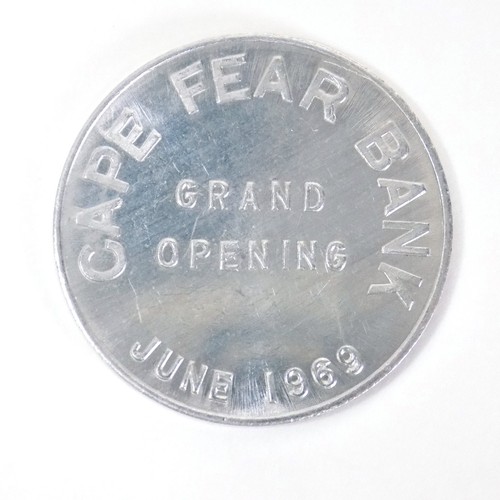 CAPE FEAR BANK
GRAND
OPENING
JUNE 1969